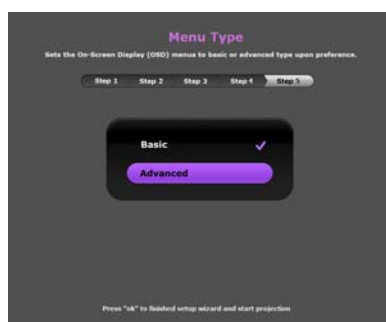 Menu Type
Sets the On-Screen Display (OSD) menus to basic or advanced type upon preference.
Step 1 Step 2 Step 3 Step 4 Step 5
Basic
Advanced
Press "ok" to finished setup wizard and start projection